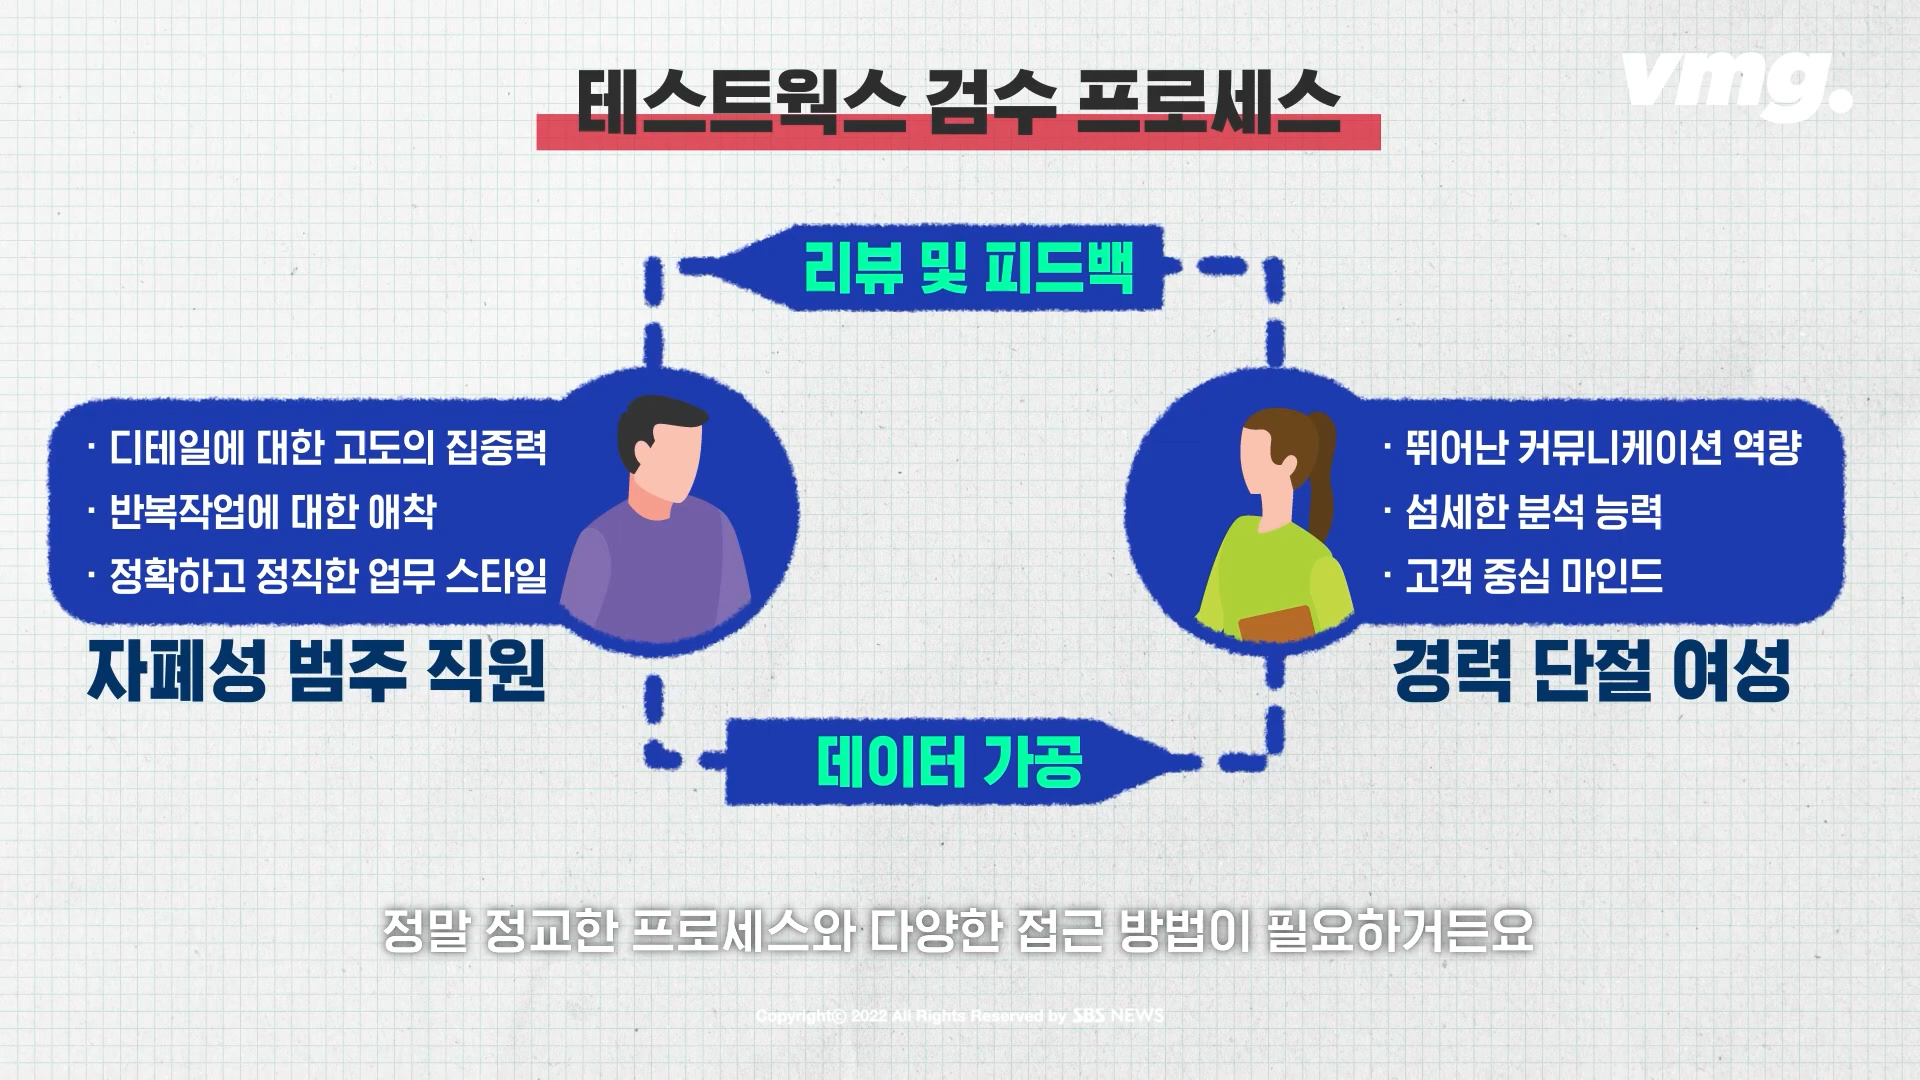 테스트웍스 검수 프로세스
vmg.
리뷰 및 피드백
· 디테일에 대한 고도의 집중력
· 반복작업에 대한 애착
· 정확하고 정직한 업무 스타일
자폐성 범주 직원
· 뛰어난 커뮤니케이션 역량
· 섬세한 분석 능력
· 고객 중심 마인드
경력 단절 여성
데이터 가공
정말 정교한 프로세스와 다양한 접근 방법이 필요하거든요
Copyrightⓒ 2022 All Rights Reserved by SBS NEWS